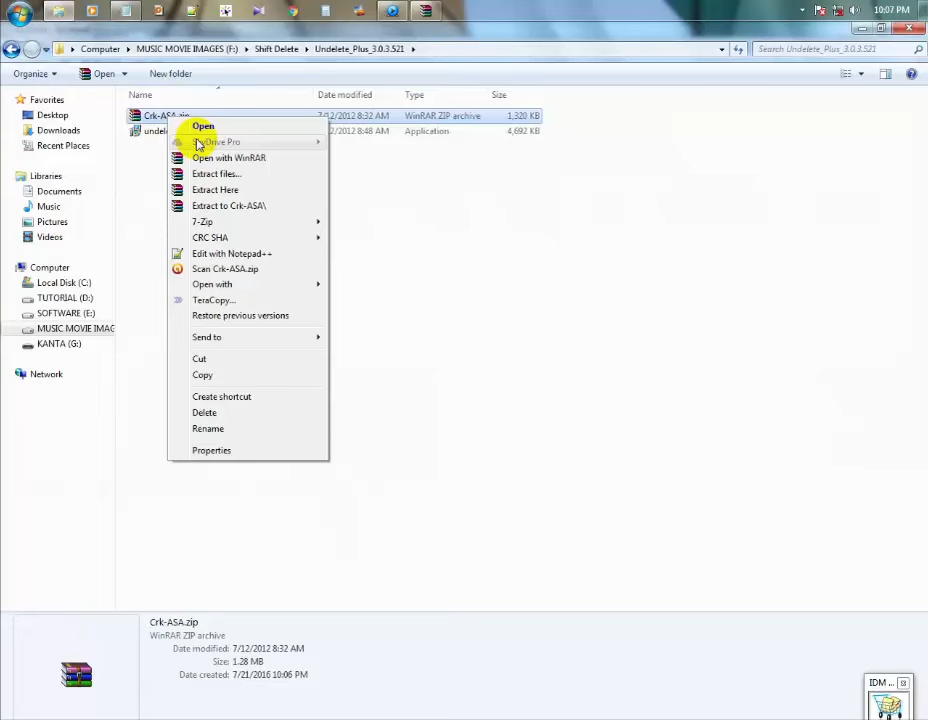 10:07 PM
Computer ▸ MUSIC MOVIE IMAGES (F:) ▸ Shift Delete ▸ Undelete_Plus_3.0.3.521 ▸
Search Undelete_Plus_3.0.3.521
Organize Open New folder
Name Date modified Type Size
Crk-ASA.zip 7/12/2012 8:32 AM WinRAR ZIP archive 1,320 KB
undele 2012 8:48 AM Application 4,692 KB
Favorites
Desktop
Downloads
Recent Places
Libraries
Documents
Music
Pictures
Videos
Computer
Local Disk (C:)
TUTORIAL (D:)
SOFTWARE (E:)
MUSIC MOVIE IMAG
KANTA (G:)
Network
Open
SkyDrive Pro
Open with WinRAR
Extract files...
Extract Here
Extract to Crk-ASA\
7-Zip
CRC SHA
Edit with Notepad++
Scan Crk-ASA.zip
Open with
TeraCopy...
Restore previous versions
Send to
Cut
Copy
Create shortcut
Delete
Rename
Properties
Crk-ASA.zip
WinRAR ZIP archive
Date modified: 7/12/2012 8:32 AM
Size: 1.28 MB
Date created: 7/21/2016 10:06 PM
IDM ...